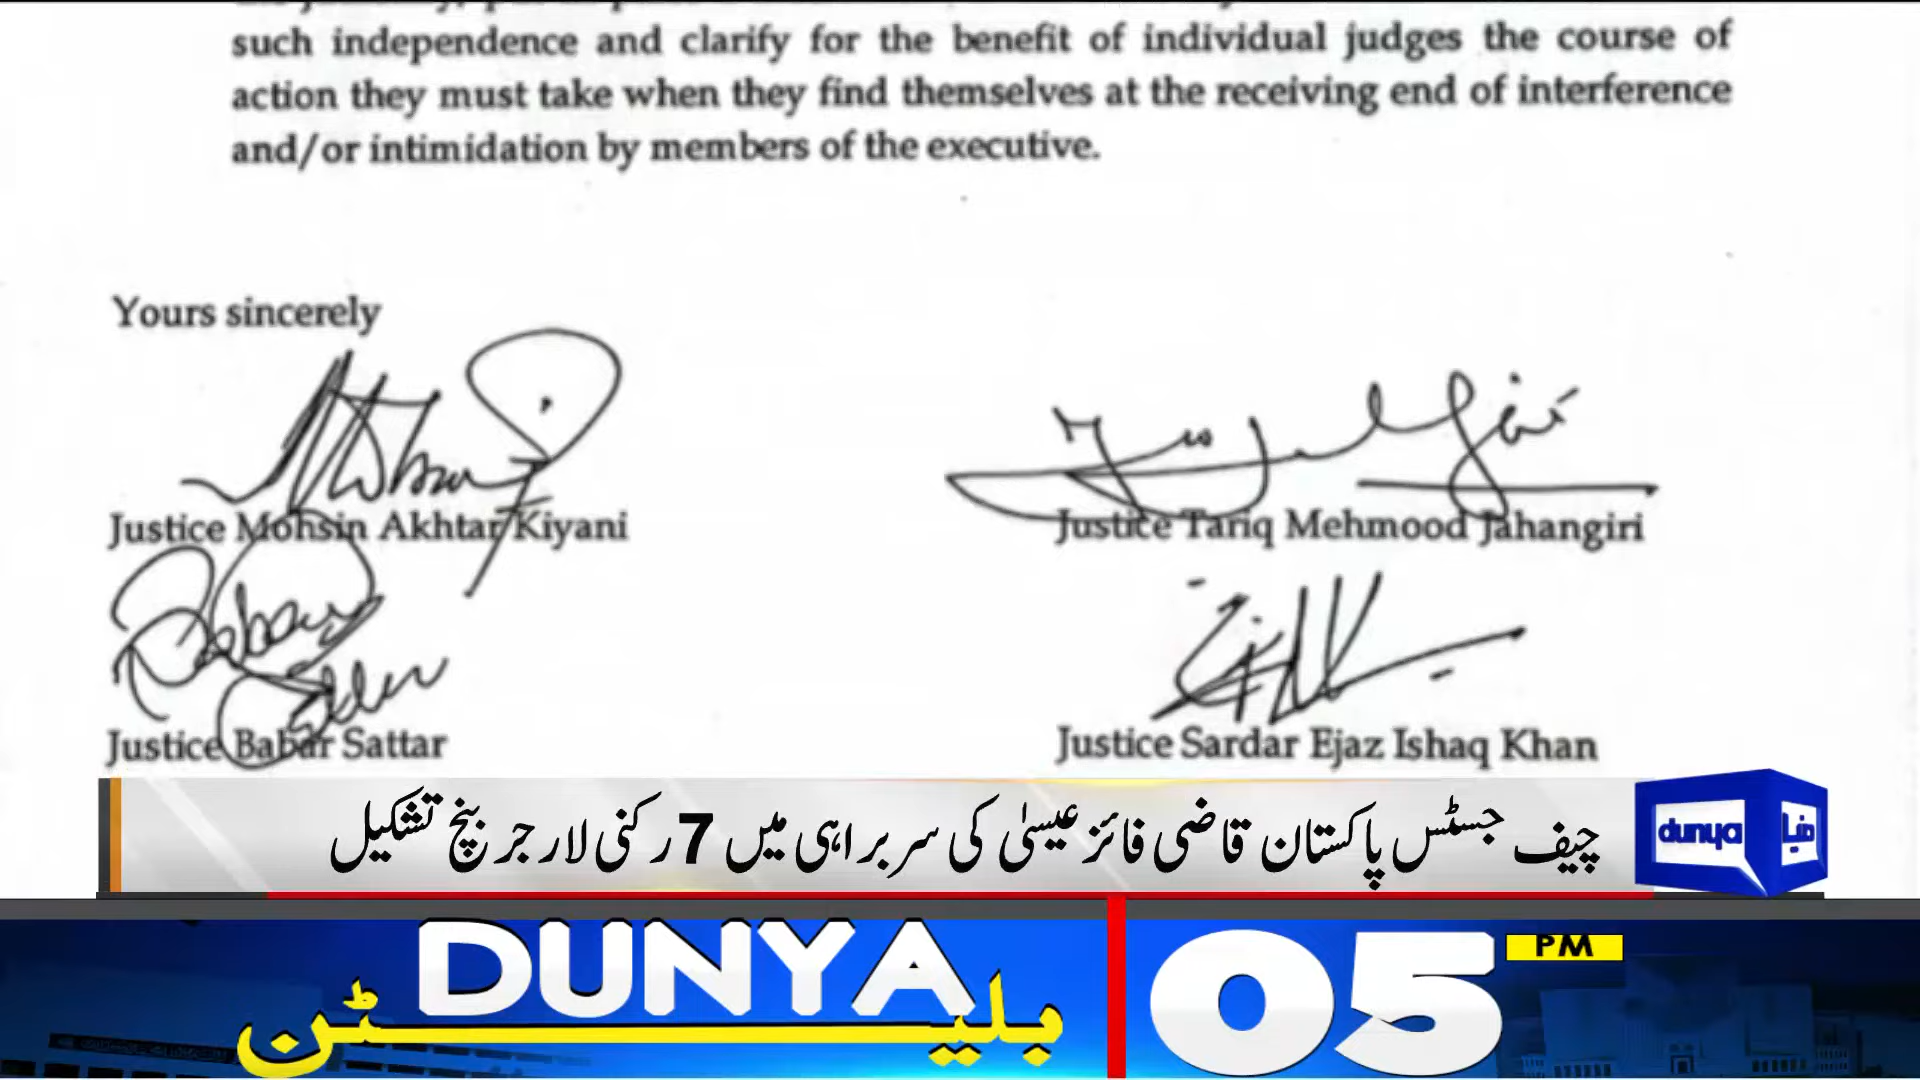 such independence and clarify for the benefit of individual judges the course of
action they must take when they find themselves at the receiving end of interference
and/or intimidation by members of the executive.
Yours sincerely
Justice Mohsin Akhtar Kiyani
Justice Tariq Mehmood Jahangiri
Babar
Sattar
Justice Babar Sattar
Justice Sardar Ejaz Ishaq Khan
چیف جسٹس پاکستان قاضی فائز عیسیٰ کی سربراہی میں 7 رکنی لارجر بنچ تشکیل
dunya دنیا
DUNYA
بلیٹن
05 PM